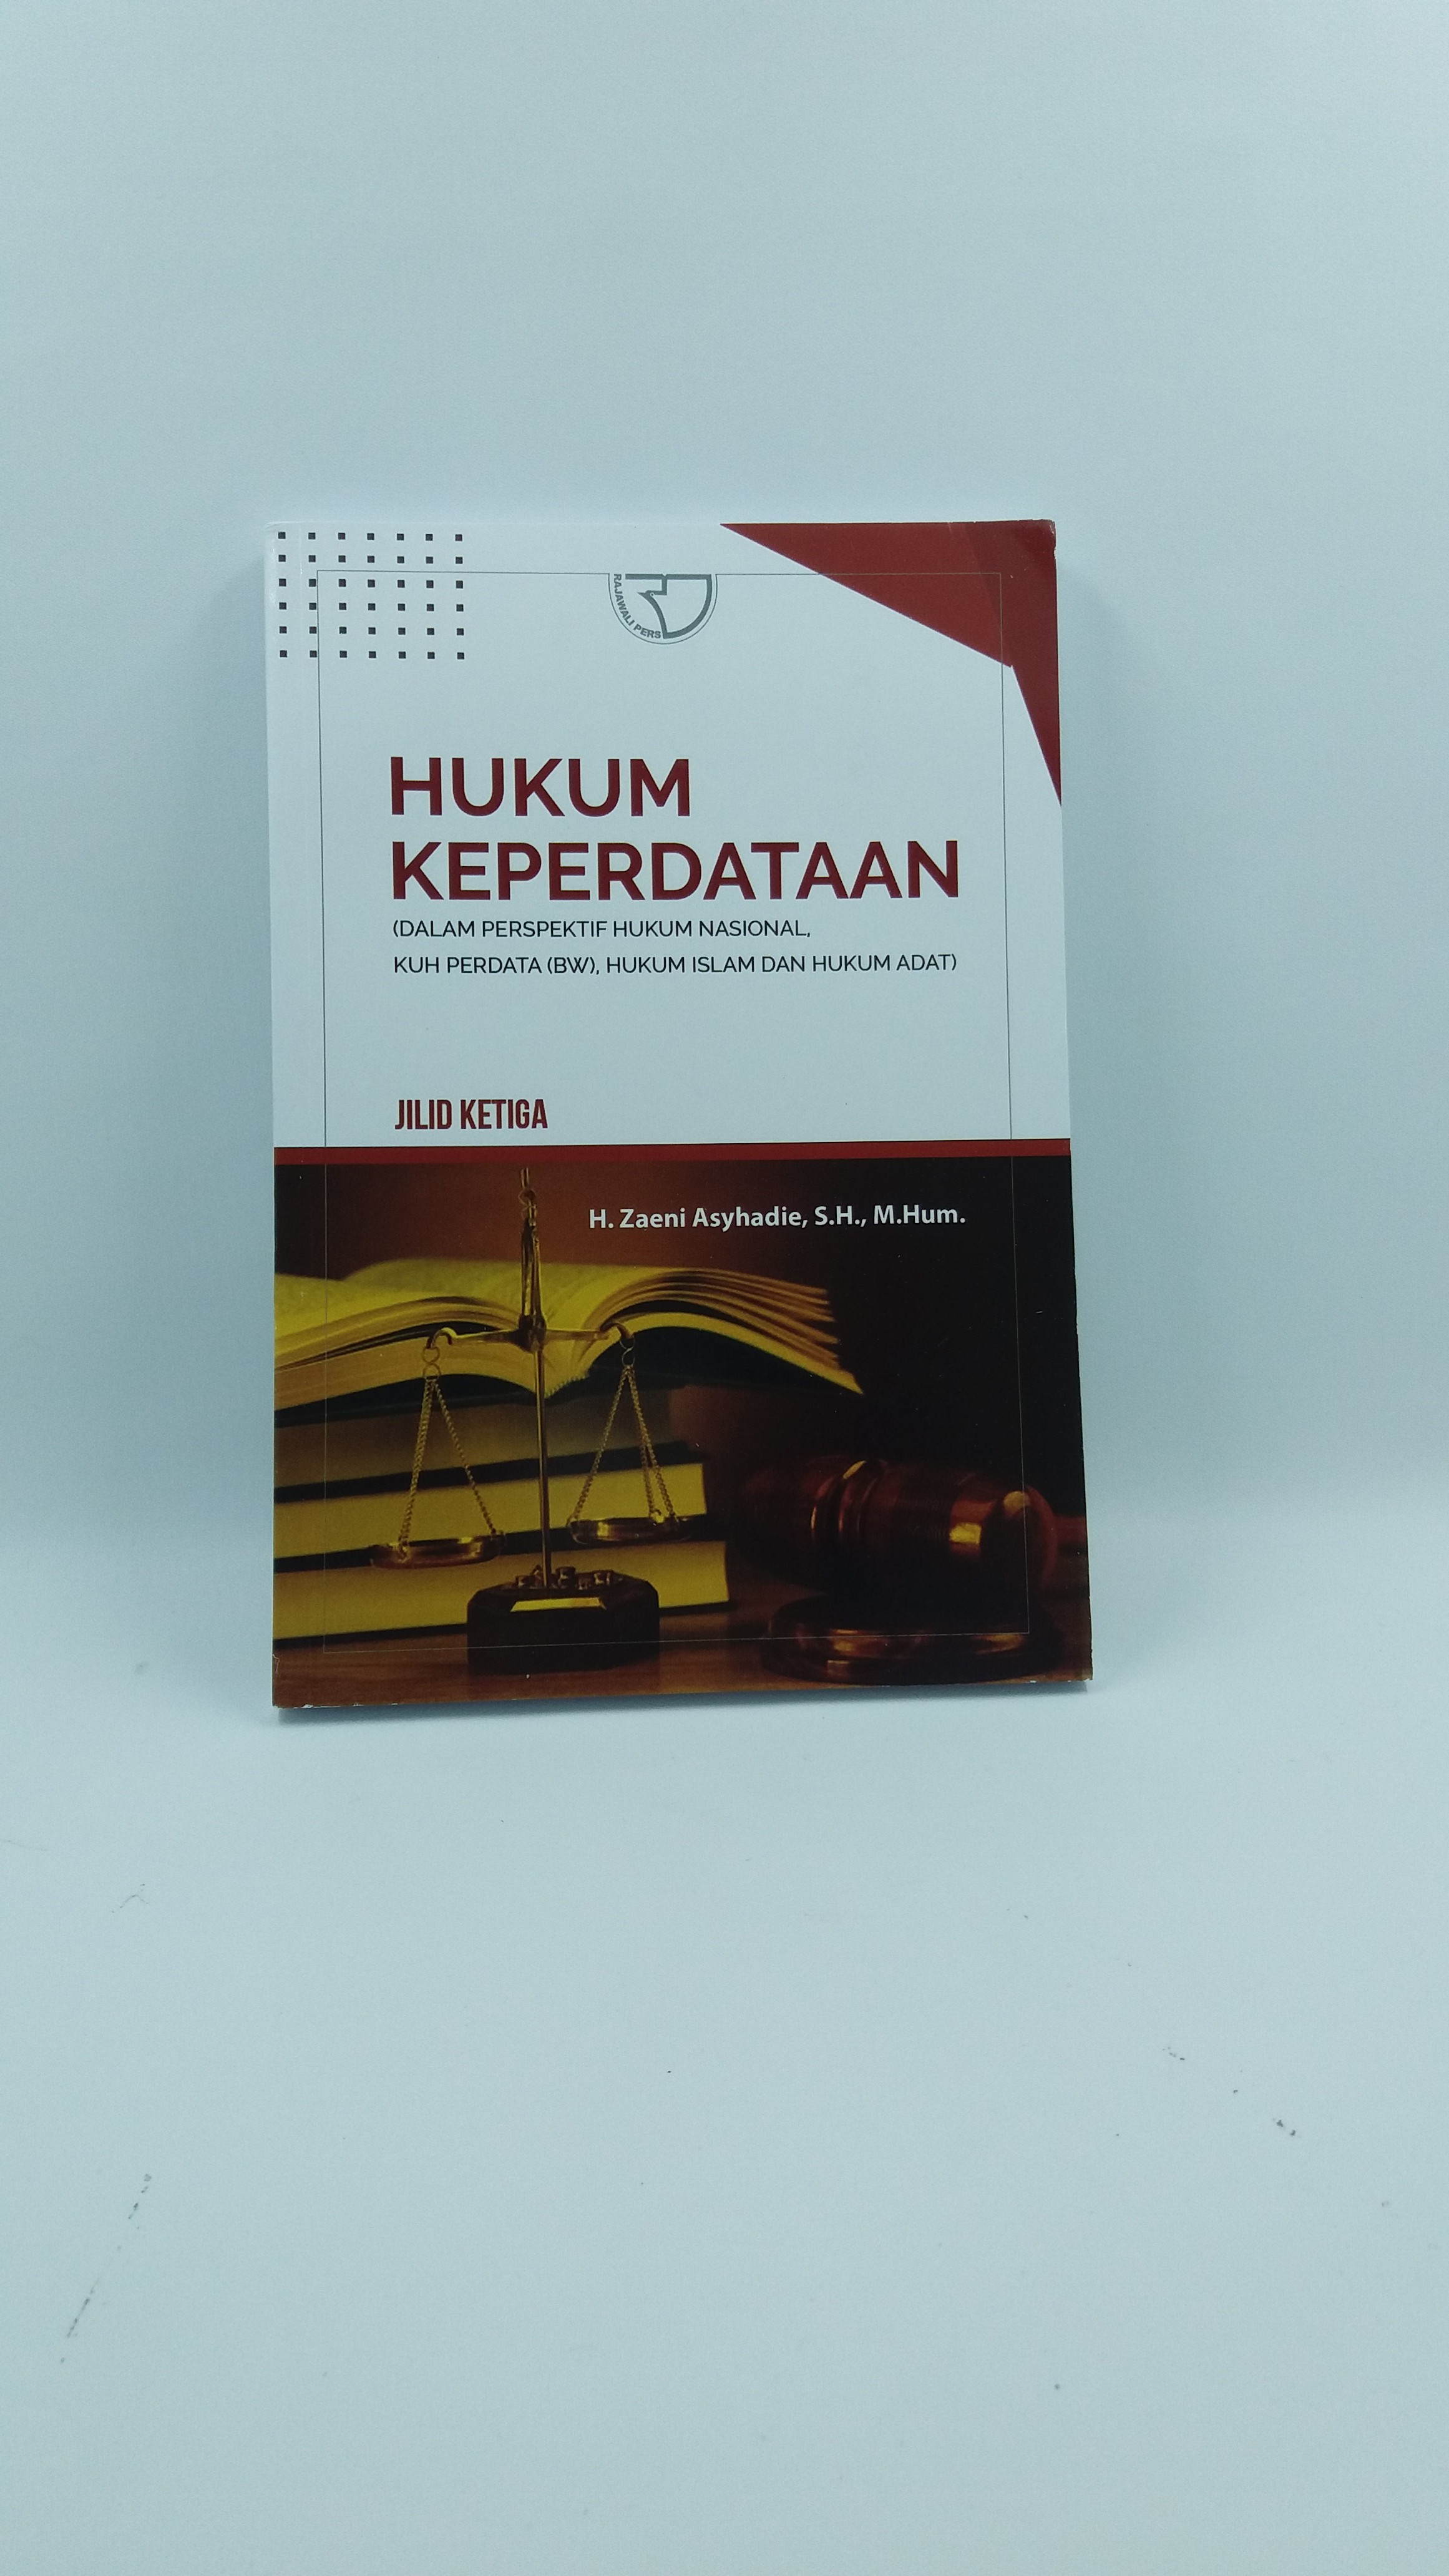 RAJAWALI PERS
HUKUM
KEPERDATAAN
(DALAM PERSPEKTIF HUKUM NASIONAL,
KUH PERDATA (BW), HUKUM ISLAM DAN HUKUM ADAT)
JILID KETIGA
H. Zaeni Asyhadie, S.H., M.Hum.